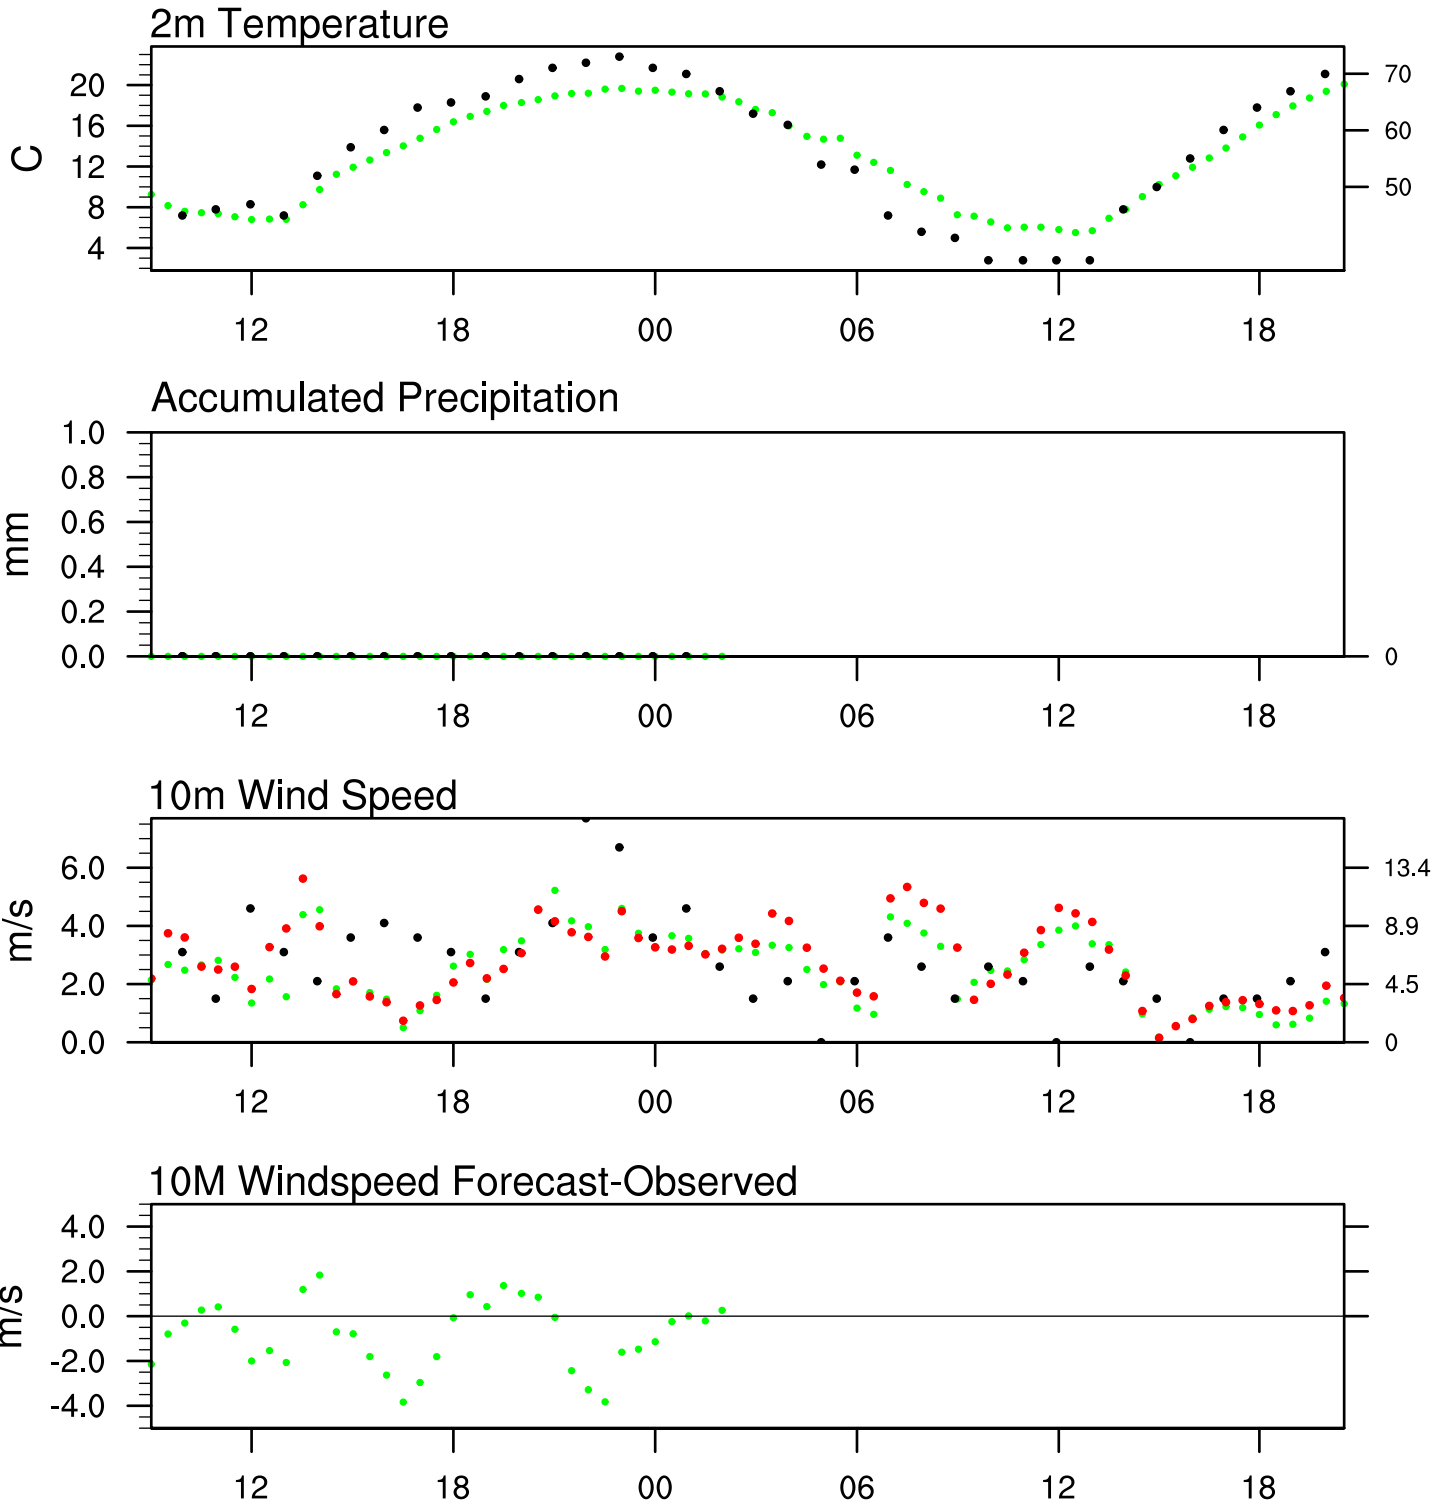 2m Temperature
20
16
12
8
4
C
70
60
50
12 18 00 06 12 18
Accumulated Precipitation
1.0
0.8
0.6
0.4
0.2
0.0
mm
0
12 18 00 06 12 18
10m Wind Speed
6.0
4.0
2.0
0.0
m/s
13.4
8.9
4.5
0
12 18 00 06 12 18
10M Windspeed Forecast-Observed
4.0
2.0
0.0
-2.0
-4.0
m/s
12 18 00 06 12 18